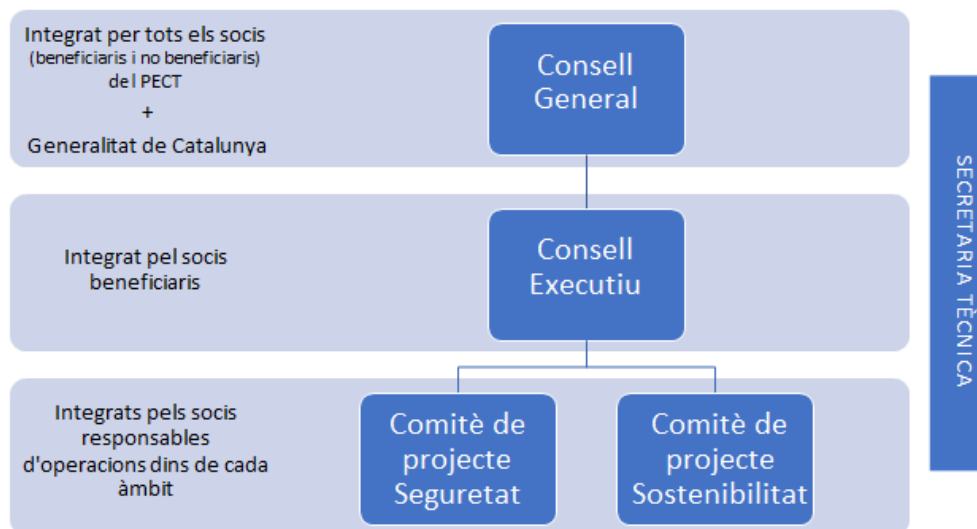 Integrat per tots els socis
(beneficiaris i no beneficiaris)
del PECT
+
Generalitat de Catalunya
Consell
General
Integrat pel socis
beneficiaris
Consell
Executiu
Integrats pels socis
responsables
d'operacions dins de cada
àmbit
Comitè de
projecte
Seguretat
Comitè de
projecte
Sostenibilitat
SECRETARIA TÈCNICA